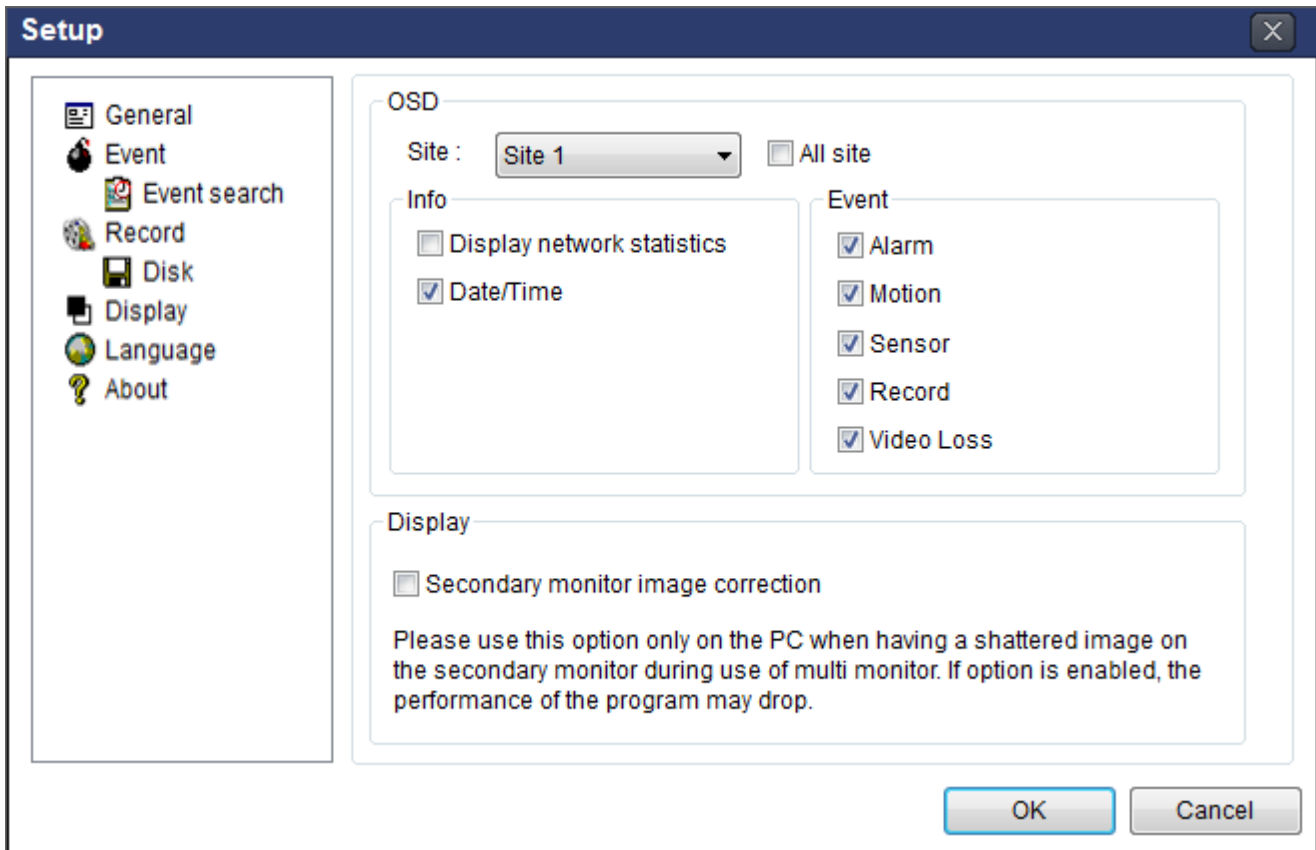 Setup
General
Event
Event search
Record
Disk
Display
Language
About
OSD
Site :
Site 1
All site
Info
Display network statistics
Date/Time
Event
Alarm
Motion
Sensor
Record
Video Loss
Display
Secondary monitor image correction
Please use this option only on the PC when having a shattered image on
the secondary monitor during use of multi monitor. If option is enabled, the
performance of the program may drop.
OK
Cancel